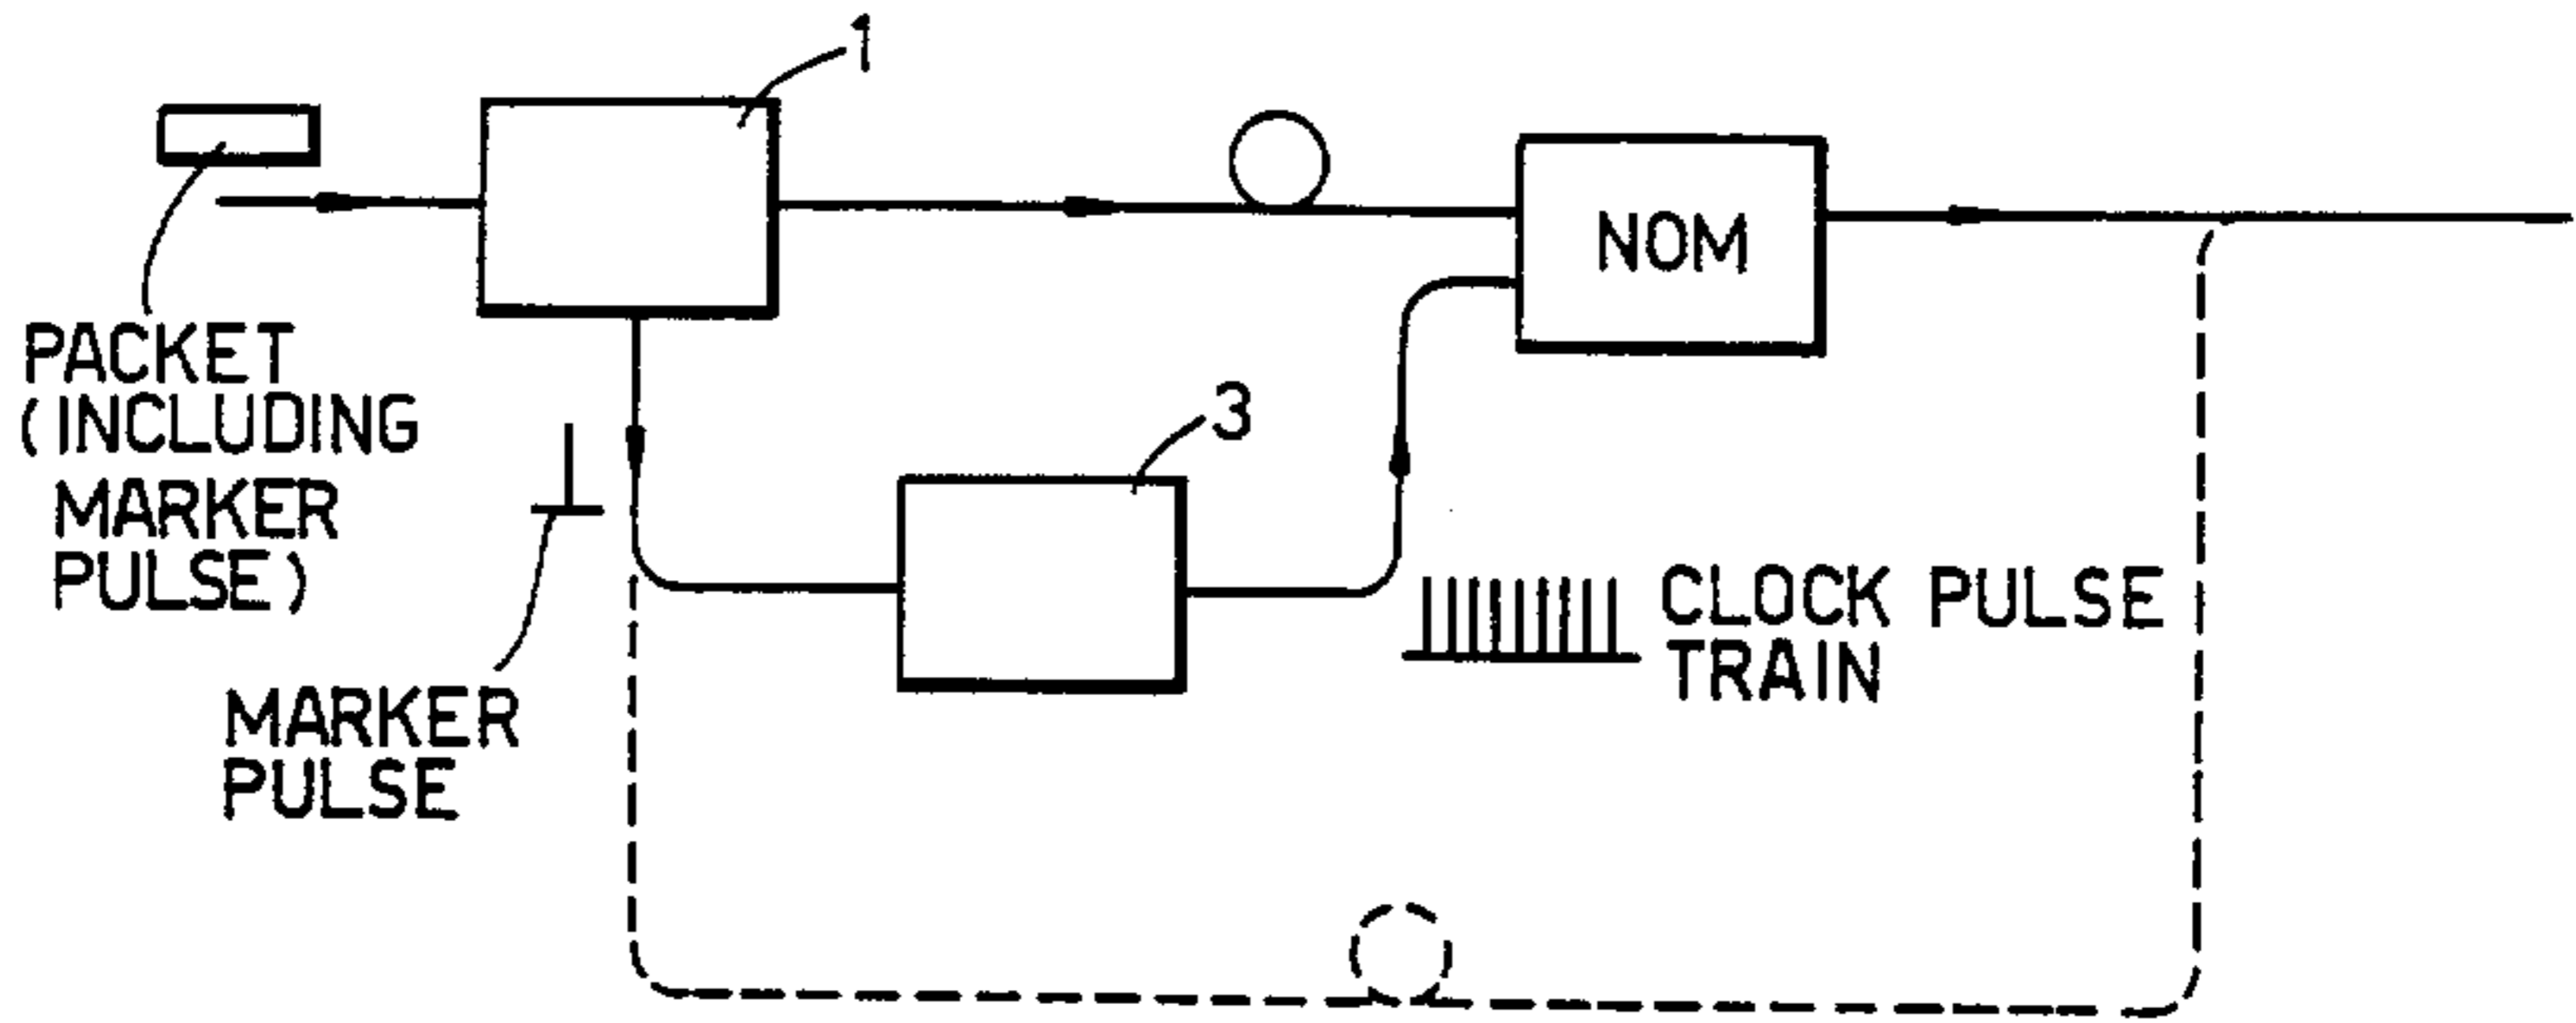 1
PACKET
(INCLUDING
MARKER
PULSE)
NOM
3
MARKER
PULSE
CLOCK PULSE
TRAIN